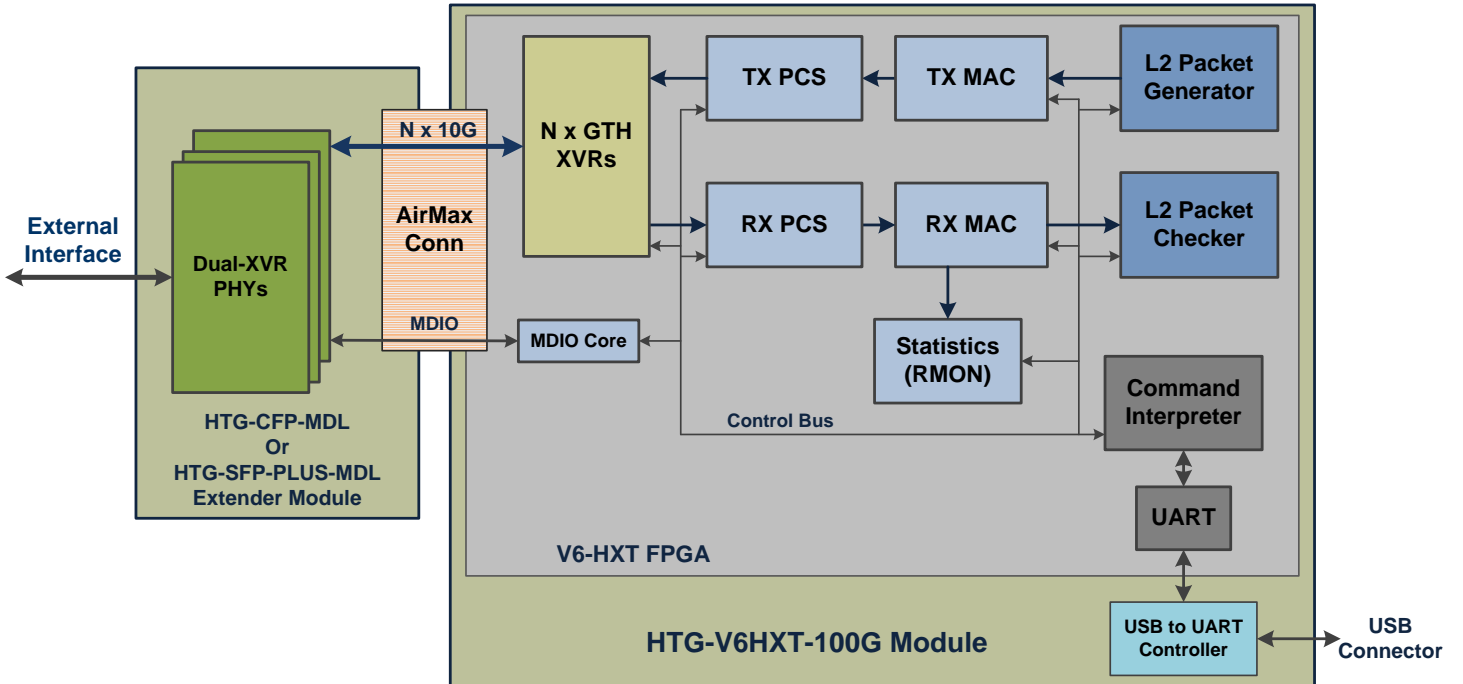 External
Interface
Dual-XVR
PHYs
HTG-CFP-MDL
Or
HTG-SFP-PLUS-MDL
Extender Module
N x 10G
AirMax
Conn
MDIO
N x GTH
XVRs
TX PCS
TX MAC
L2 Packet
Generator
RX PCS
RX MAC
L2 Packet
Checker
MDIO Core
Statistics
(RMON)
Control Bus
Command
Interpreter
UART
V6-HXT FPGA
USB to UART
Controller
USB
Connector
HTG-V6HXT-100G Module